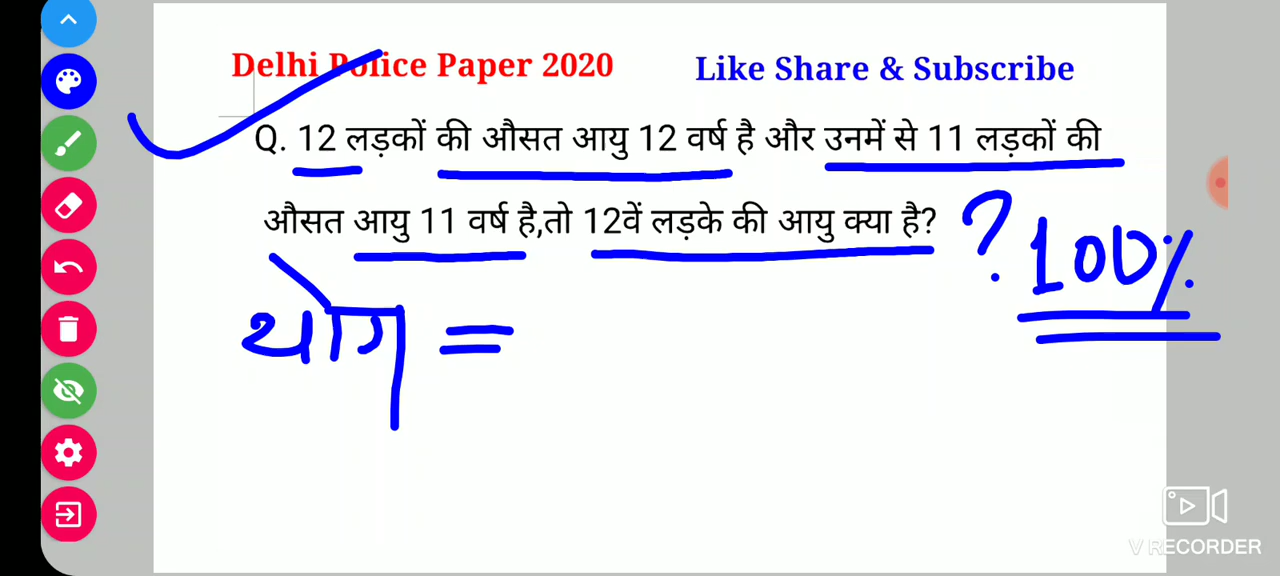 Delhi Police Paper 2020 Like Share & Subscribe
Q. 12 लड़कों की औसत आयु 12 वर्ष है और उनमें से 11 लड़कों की
औसत आयु 11 वर्ष है,तो 12वें लड़के की आयु क्या है? ?
100%
योग =
V RECORDER